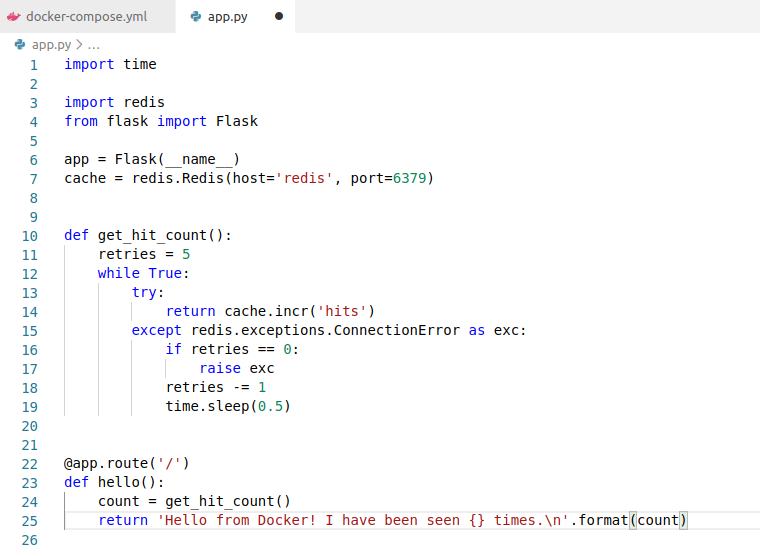 docker-compose.yml app.py
app.py > ...
1 import time
2
3 import redis
4 from flask import Flask
5
6 app = Flask(__name__)
7 cache = redis.Redis(host='redis', port=6379)
8
9
10 def get_hit_count():
11     retries = 5
12     while True:
13         try:
14             return cache.incr('hits')
15         except redis.exceptions.ConnectionError as exc:
16             if retries == 0:
17                 raise exc
18             retries -= 1
19             time.sleep(0.5)
20
21
22 @app.route('/')
23 def hello():
24     count = get_hit_count()
25     return 'Hello from Docker! I have been seen {} times.\n'.format(count)
26